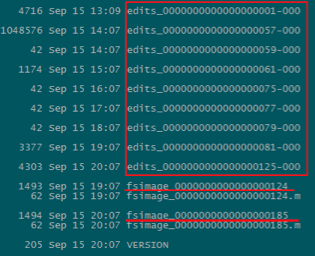 4716 Sep 15 13:09 edits_0000000000000000001-000
1048576 Sep 15 14:07 edits_0000000000000000057-000
42 Sep 15 14:07 edits_0000000000000000059-000
1174 Sep 15 15:07 edits_0000000000000000061-000
42 Sep 15 16:07 edits_0000000000000000075-000
42 Sep 15 17:07 edits_0000000000000000077-000
42 Sep 15 18:07 edits_0000000000000000079-000
3377 Sep 15 19:07 edits_0000000000000000081-000
4303 Sep 15 20:07 edits_0000000000000000125-000
1493 Sep 15 19:07 fsimage_0000000000000000124
62 Sep 15 19:07 fsimage_0000000000000000124.m
1494 Sep 15 20:07 fsimage_0000000000000000185
62 Sep 15 20:07 fsimage_0000000000000000185.m
205 Sep 15 20:07 VERSION